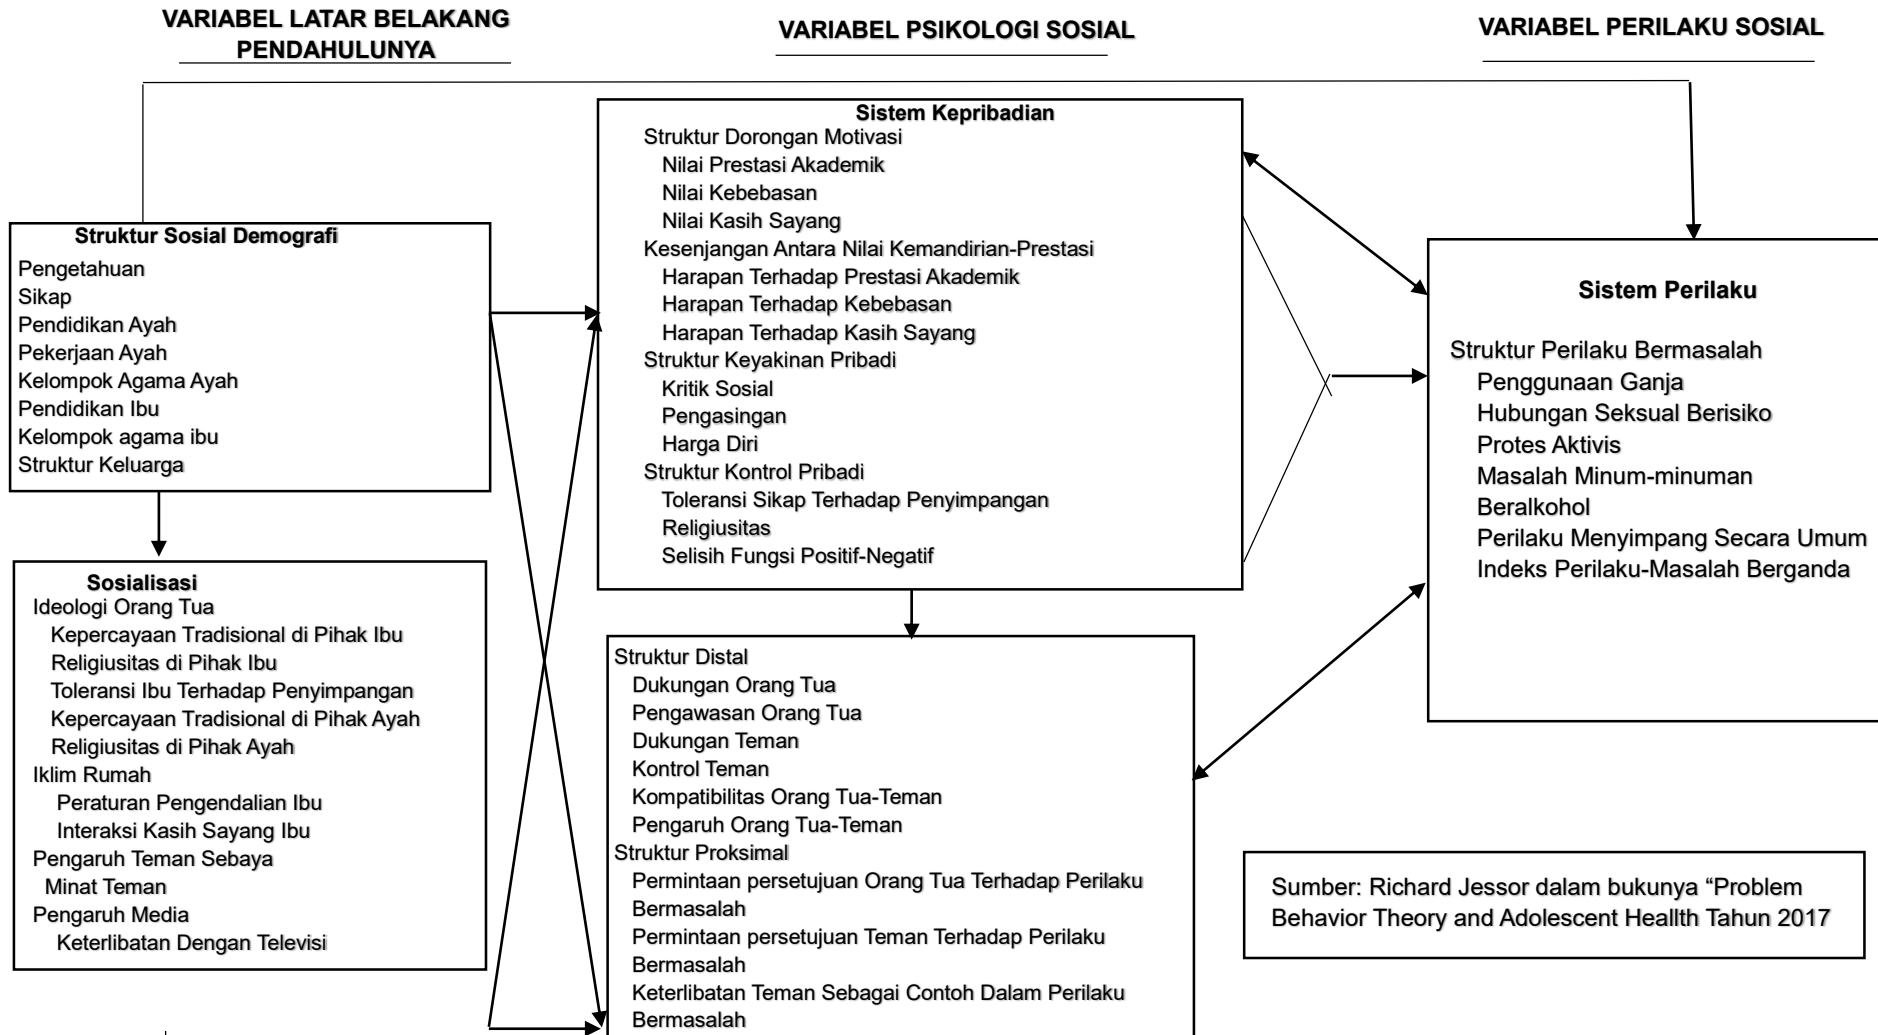 VARIABEL LATAR BELAKANG
PENDAHULUNYA
VARIABEL PSIKOLOGI SOSIAL
VARIABEL PERILAKU SOSIAL
Struktur Sosial Demografi
Pengetahuan
Sikap
Pendidikan Ayah
Pekerjaan Ayah
Kelompok Agama Ayah
Pendidikan Ibu
Kelompok agama ibu
Struktur Keluarga
Sosialisasi
Ideologi Orang Tua
Kepercayaan Tradisional di Pihak Ibu
Religiusitas di Pihak Ibu
Toleransi Ibu Terhadap Penyimpangan
Kepercayaan Tradisional di Pihak Ayah
Religiusitas di Pihak Ayah
Iklim Rumah
Peraturan Pengendalian Ibu
Interaksi Kasih Sayang Ibu
Pengaruh Teman Sebaya
Minat Teman
Pengaruh Media
Keterlibatan Dengan Televisi
Sistem Kepribadian
Struktur Dorongan Motivasi
Nilai Prestasi Akademik
Nilai Kebebasan
Nilai Kasih Sayang
Kesenjangan Antara Nilai Kemandirian-Prestasi
Harapan Terhadap Prestasi Akademik
Harapan Terhadap Kebebasan
Harapan Terhadap Kasih Sayang
Struktur Keyakinan Pribadi
Kritik Sosial
Pengasingan
Harga Diri
Struktur Kontrol Pribadi
Toleransi Sikap Terhadap Penyimpangan
Religiusitas
Selisih Fungsi Positif-Negatif
Struktur Distal
Dukungan Orang Tua
Pengawasan Orang Tua
Dukungan Teman
Kontrol Teman
Kompatibilitas Orang Tua-Teman
Pengaruh Orang Tua-Teman
Struktur Proksimal
Permintaan persetujuan Orang Tua Terhadap Perilaku
Bermasalah
Permintaan persetujuan Teman Terhadap Perilaku
Bermasalah
Keterlibatan Teman Sebagai Contoh Dalam Perilaku
Bermasalah
Sistem Perilaku
Struktur Perilaku Bermasalah
Penggunaan Ganja
Hubungan Seksual Berisiko
Protes Aktivis
Masalah Minum-minuman
Beralkohol
Perilaku Menyimpang Secara Umum
Indeks Perilaku-Masalah Berganda
Sumber: Richard Jessor dalam bukunya “Problem
Behavior Theory and Adolescent Heallth Tahun 2017